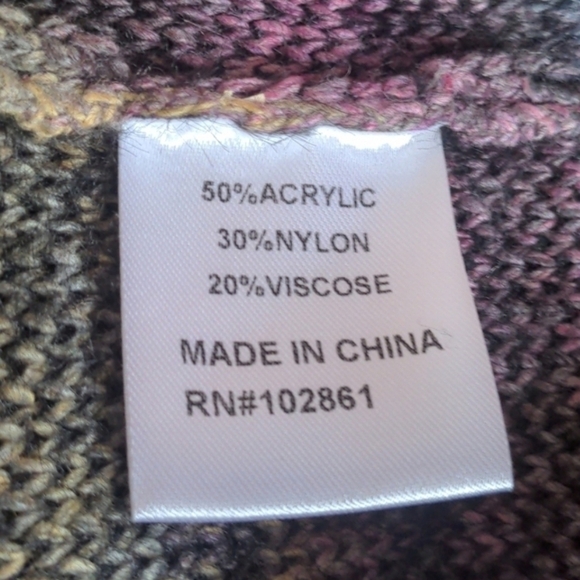 50%ACRYLIC
30%NYLON
20%VISCOSE
MADE IN CHINA
RN#102861